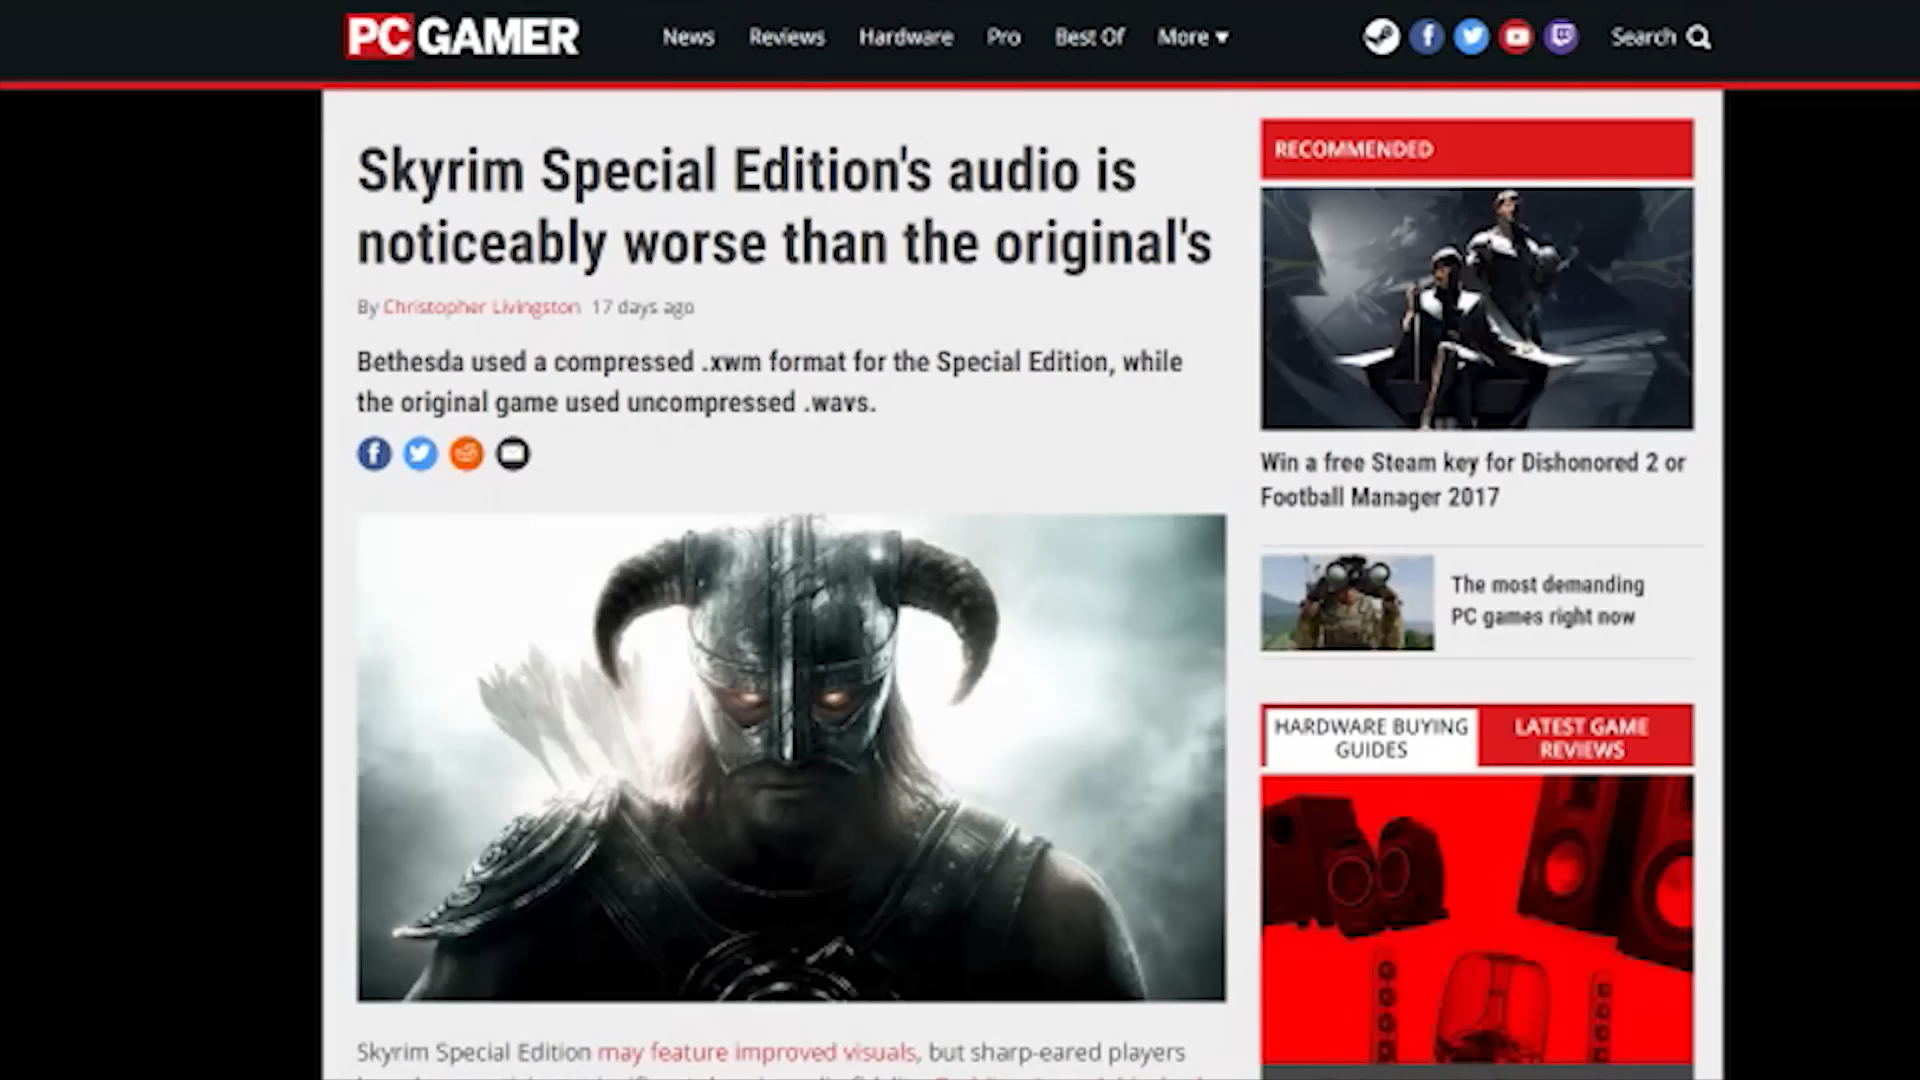 PC GAMER
News Reviews Hardware Pro Best Of More Search
Skyrim Special Edition's audio is
noticeably worse than the original's
By Christopher Livingston 17 days ago
Bethesda used a compressed .xwm format for the Special Edition, while
the original game used uncompressed .wavs.
Skyrim Special Edition may feature improved visuals, but sharp-eared players
RECOMMENDED
Win a free Steam key for Dishonored 2 or
Football Manager 2017
The most demanding
PC games right now
HARDWARE BUYING
GUIDES
LATEST GAME
REVIEWS